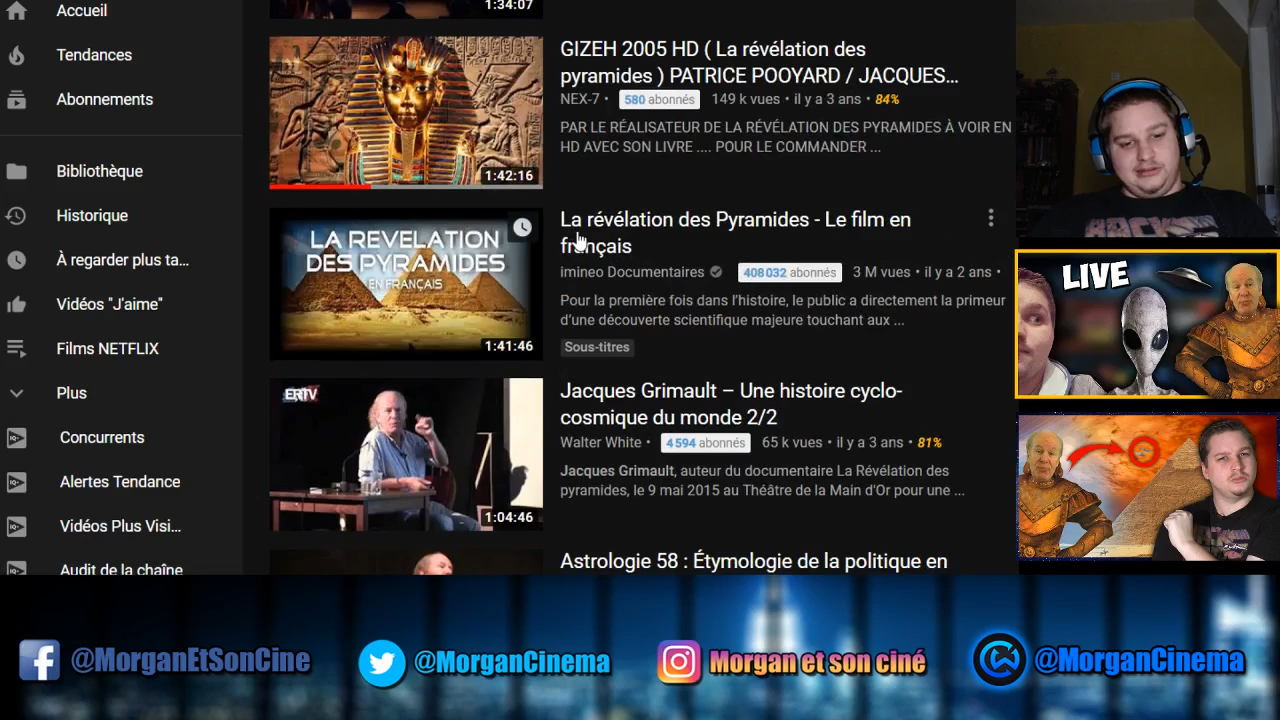 Accueil
Tendances
Abonnements
Bibliothèque
Historique
À regarder plus ta...
Vidéos "J'aime"
Films NETFLIX
Plus
Concurrents
Alertes Tendance
Vidéos Plus Visi...
Audit de la chaîne
1:34:07
1:42:16
GIZEH 2005 HD ( La révélation des
pyramides ) PATRICE POOYARD / JACQUES...
NEX-7 • 580 abonnés 149 k vues • il y a 3 ans • 84%
PAR LE RÉALISATEUR DE LA RÉVÉLATION DES PYRAMIDES À VOIR EN
HD AVEC SON LIVRE .... POUR LE COMMANDER ...
LA REVELATION
DES PYRAMIDES
EN FRANÇAIS
1:41:46
La révélation des Pyramides - Le film en
français
imineo Documentaires 408 032 abonnés 3 M vues • il y a 2 ans •
Pour la première fois dans l'histoire, le public a directement la primeur
d'une découverte scientifique majeure touchant aux ...
Sous-titres
ERTV
1:04:46
Jacques Grimault – Une histoire cyclo-
cosmique du monde 2/2
Walter White • 4 594 abonnés 65 k vues • il y a 3 ans • 81%
Jacques Grimault, auteur du documentaire La Révélation des
pyramides, le 9 mai 2015 au Théâtre de la Main d'Or pour une ...
Astrologie 58 : Étymologie de la politique en
LIVE
@MorganEtSonCine
@MorganCinema
Morgan et son ciné
@MorganCinema